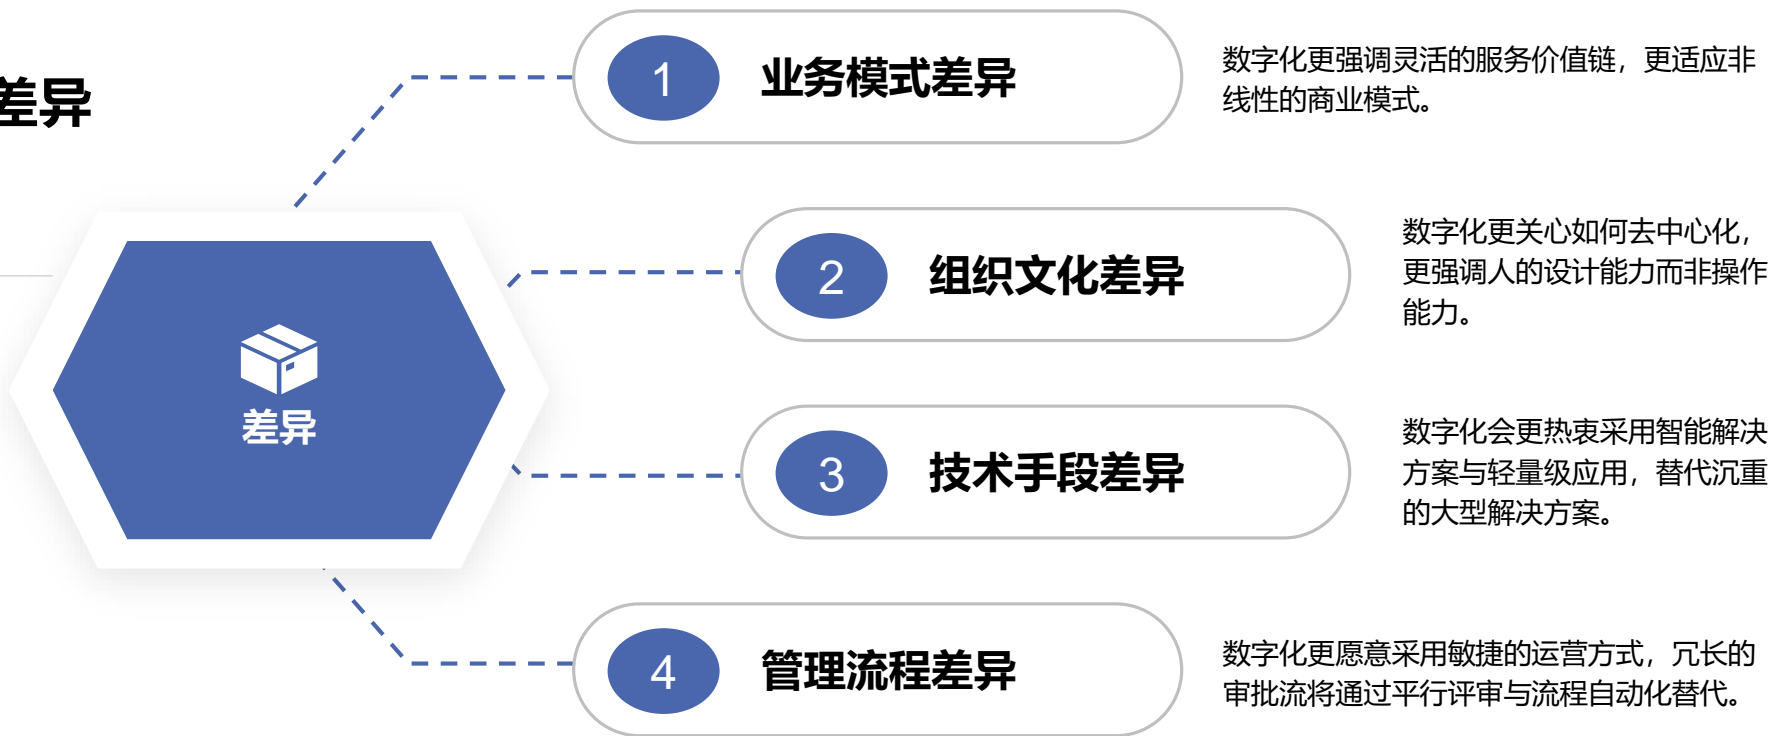 差异
1
业务模式差异
数字化更强调灵活的服务价值链，更适应非
线性的商业模式。
2
组织文化差异
数字化更关心如何去中心化，
更强调人的设计能力而非操作
能力。
差异
3
技术手段差异
数字化会更热衷采用智能解决
方案与轻量级应用，替代沉重
的大型解决方案。
4
管理流程差异
数字化更愿意采用敏捷的运营方式，冗长的
审批流将通过平行评审与流程自动化替代。